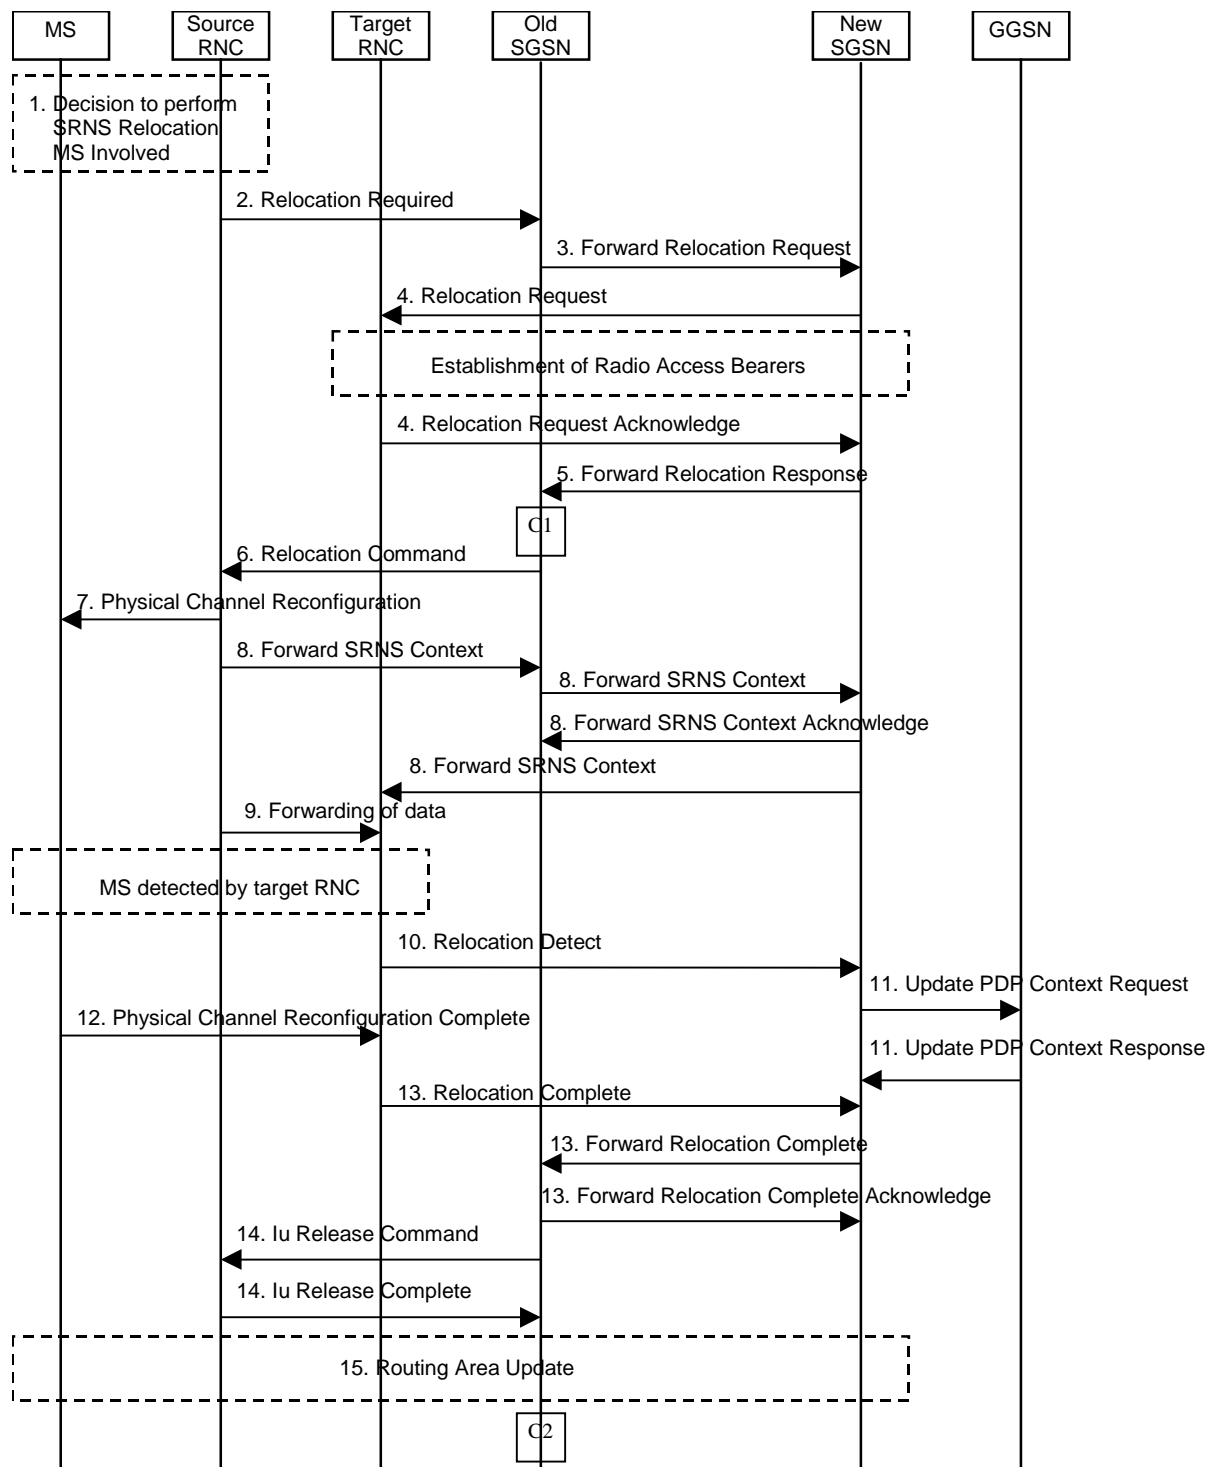 MS
Source
RNC
Target
RNC
Old
SGSN
New
SGSN
GGSN
1. Decision to perform
SRNS Relocation
MS Involved
2. Relocation Required
3. Forward Relocation Request
4. Relocation Request
Establishment of Radio Access Bearers
4. Relocation Request Acknowledge
5. Forward Relocation Response
C1
6. Relocation Command
7. Physical Channel Reconfiguration
8. Forward SRNS Context
8. Forward SRNS Context
8. Forward SRNS Context Acknowledge
8. Forward SRNS Context
9. Forwarding of data
MS detected by target RNC
10. Relocation Detect
11. Update PDP Context Request
12. Physical Channel Reconfiguration Complete
11. Update PDP Context Response
13. Relocation Complete
13. Forward Relocation Complete
13. Forward Relocation Complete Acknowledge
14. Iu Release Command
14. Iu Release Complete
15. Routing Area Update
C2